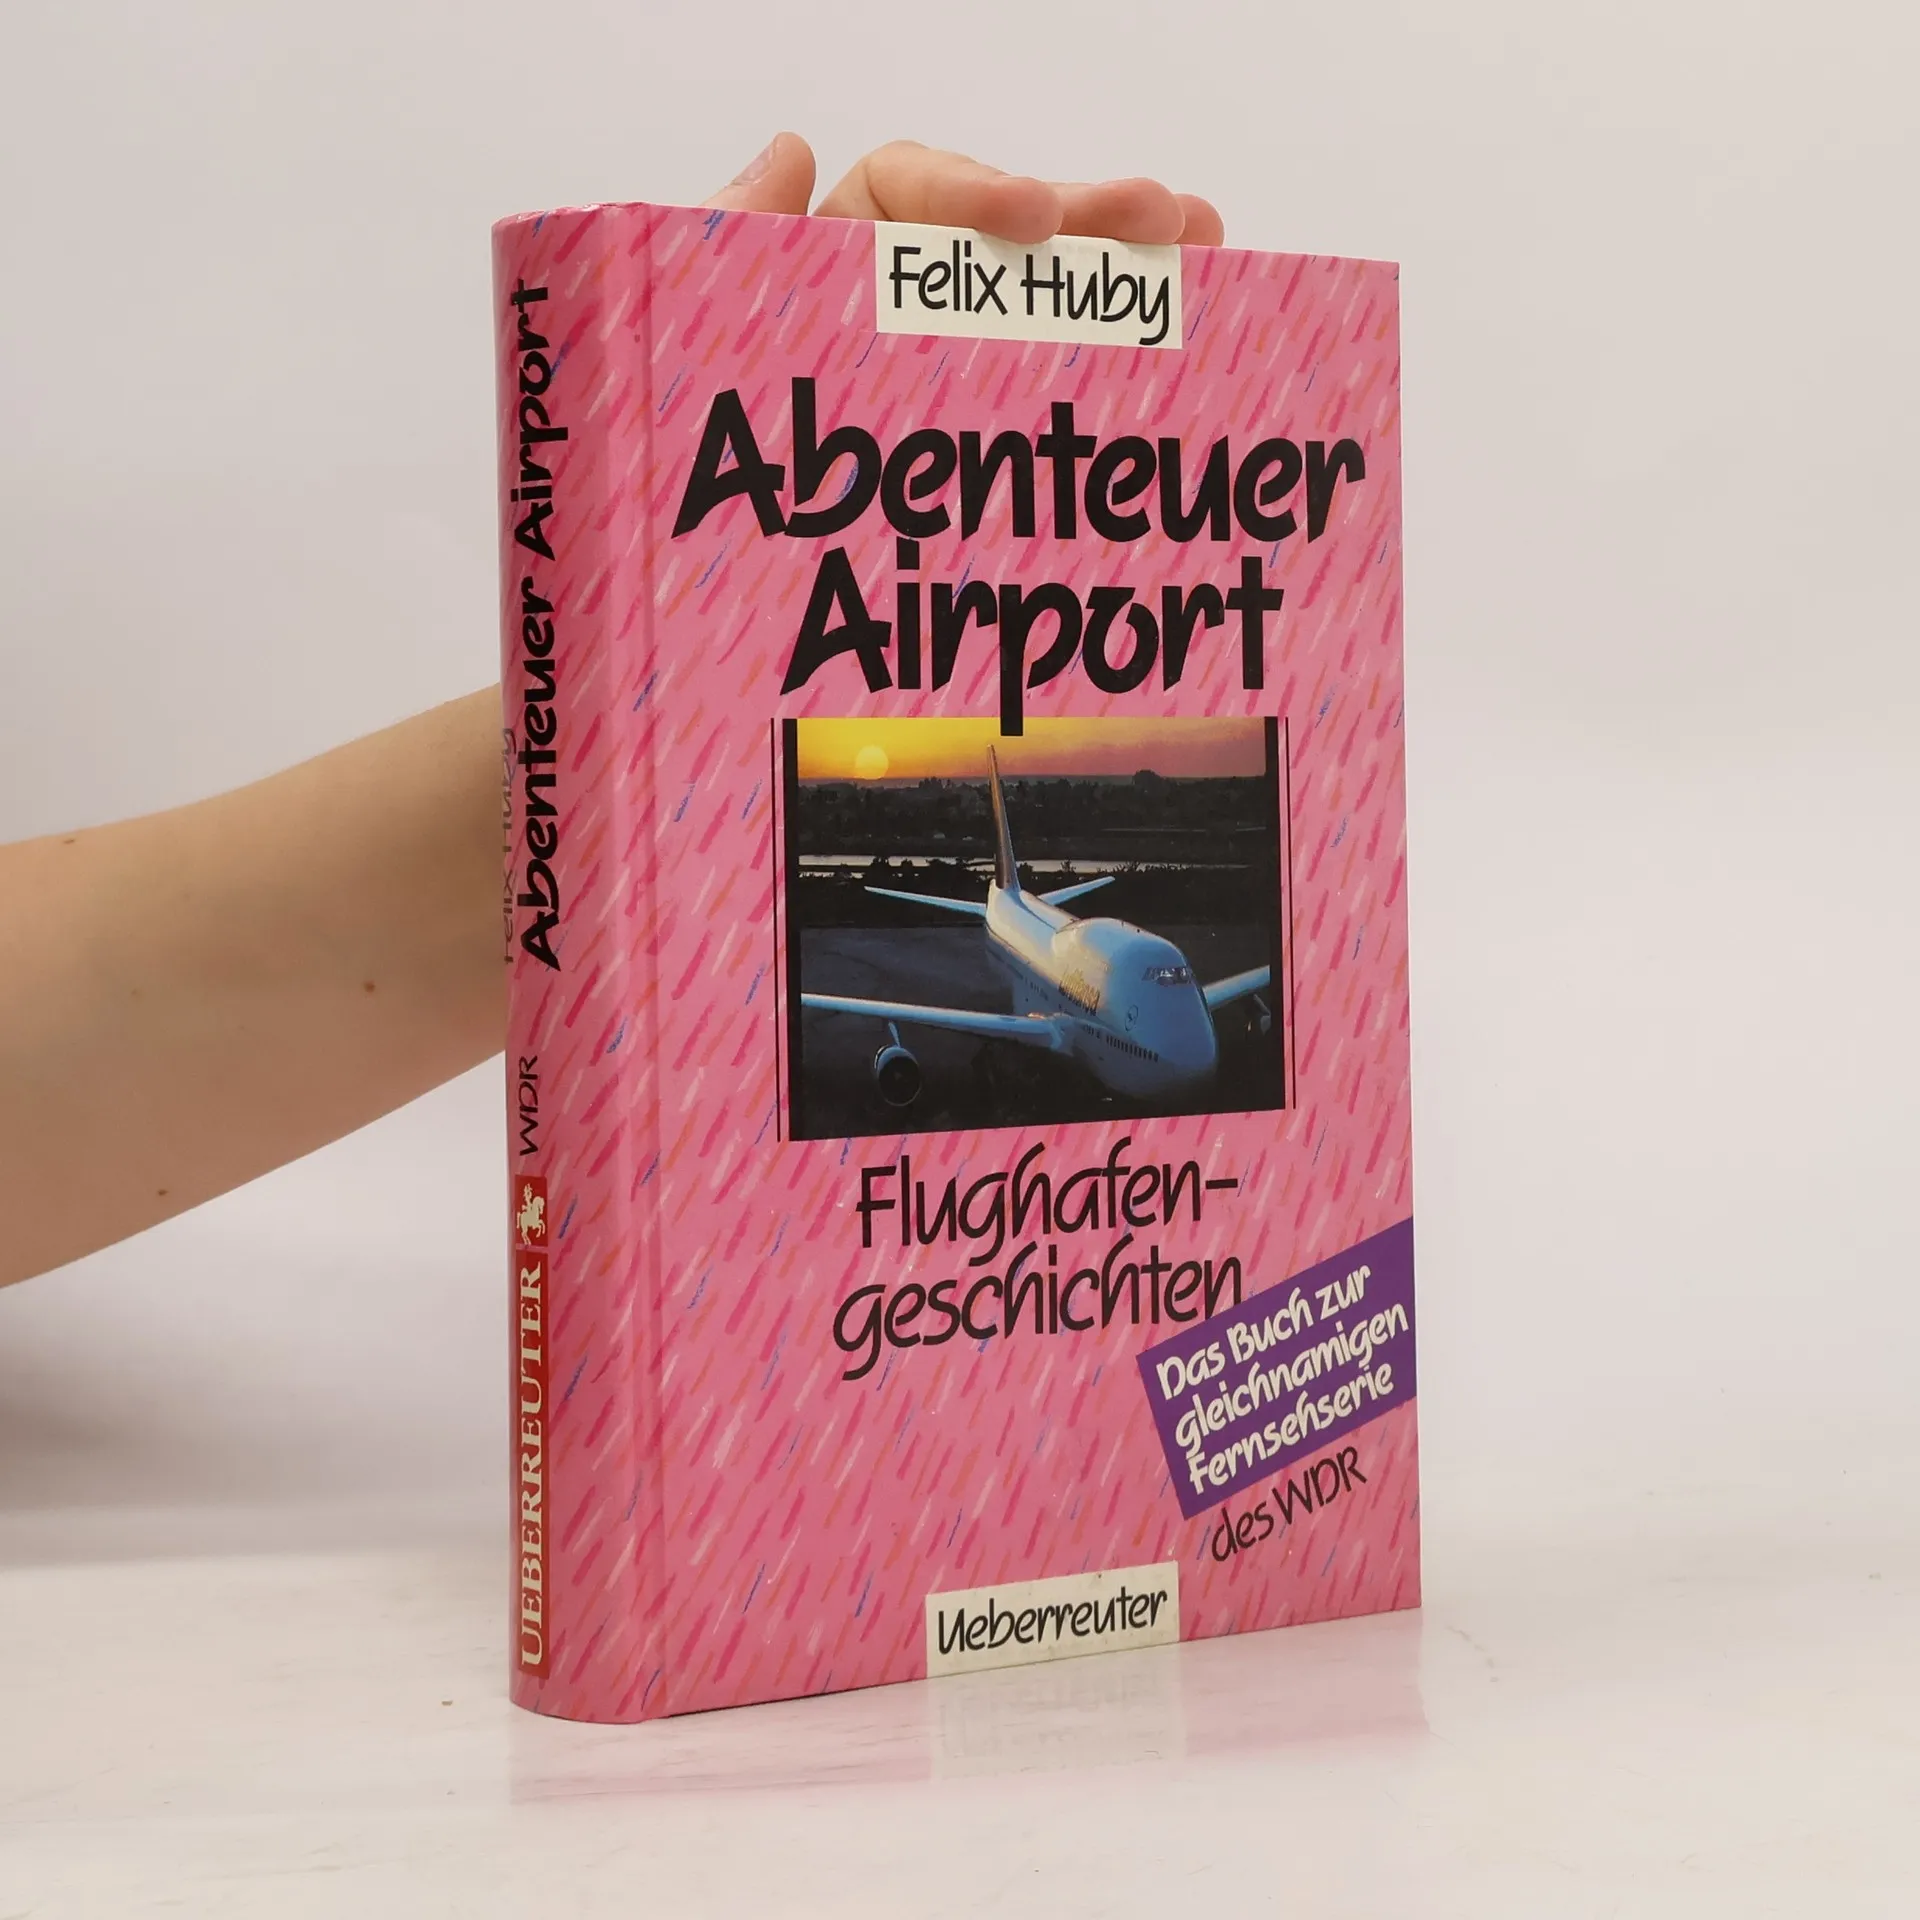 Felix Huby
Abenteuer
Airport
Lufthansa
Flughafen-
geschichten
Das Buch zur
gleichnamigen
Fernsehserie
des WDR
Ueberreuter
Felix Huby
Abenteuer Airport
WDR
UEBERREUTER